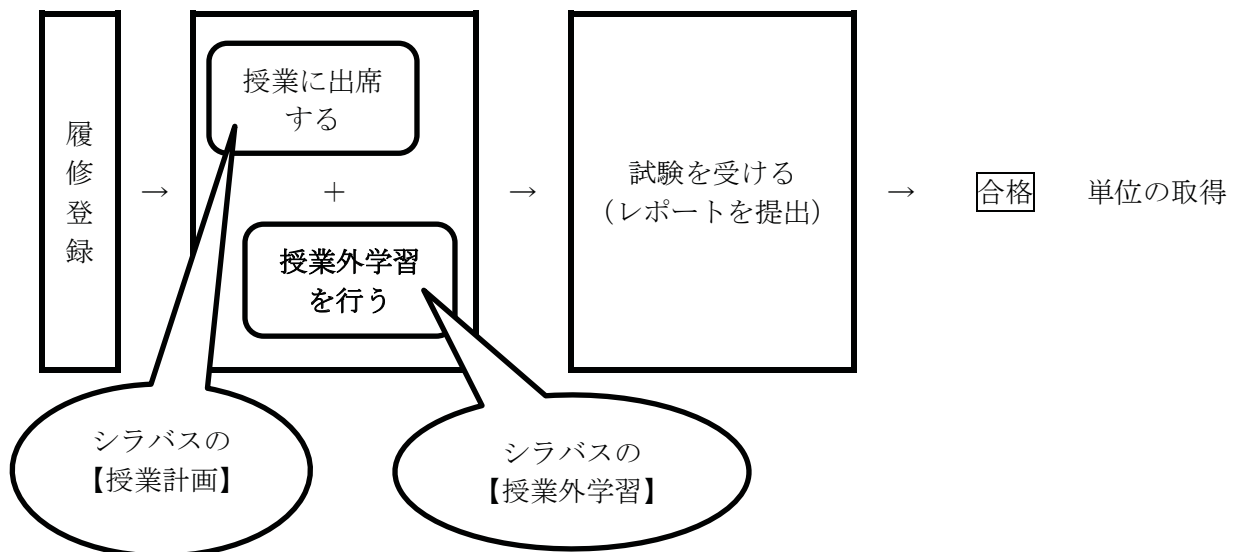 履修登録
→
授業に出席
する
+
授業外学習
を行う
→
試験を受ける
(レポートを提出)
→
合格 単位の取得
シラバスの
【授業計画】
シラバスの
【授業外学習】